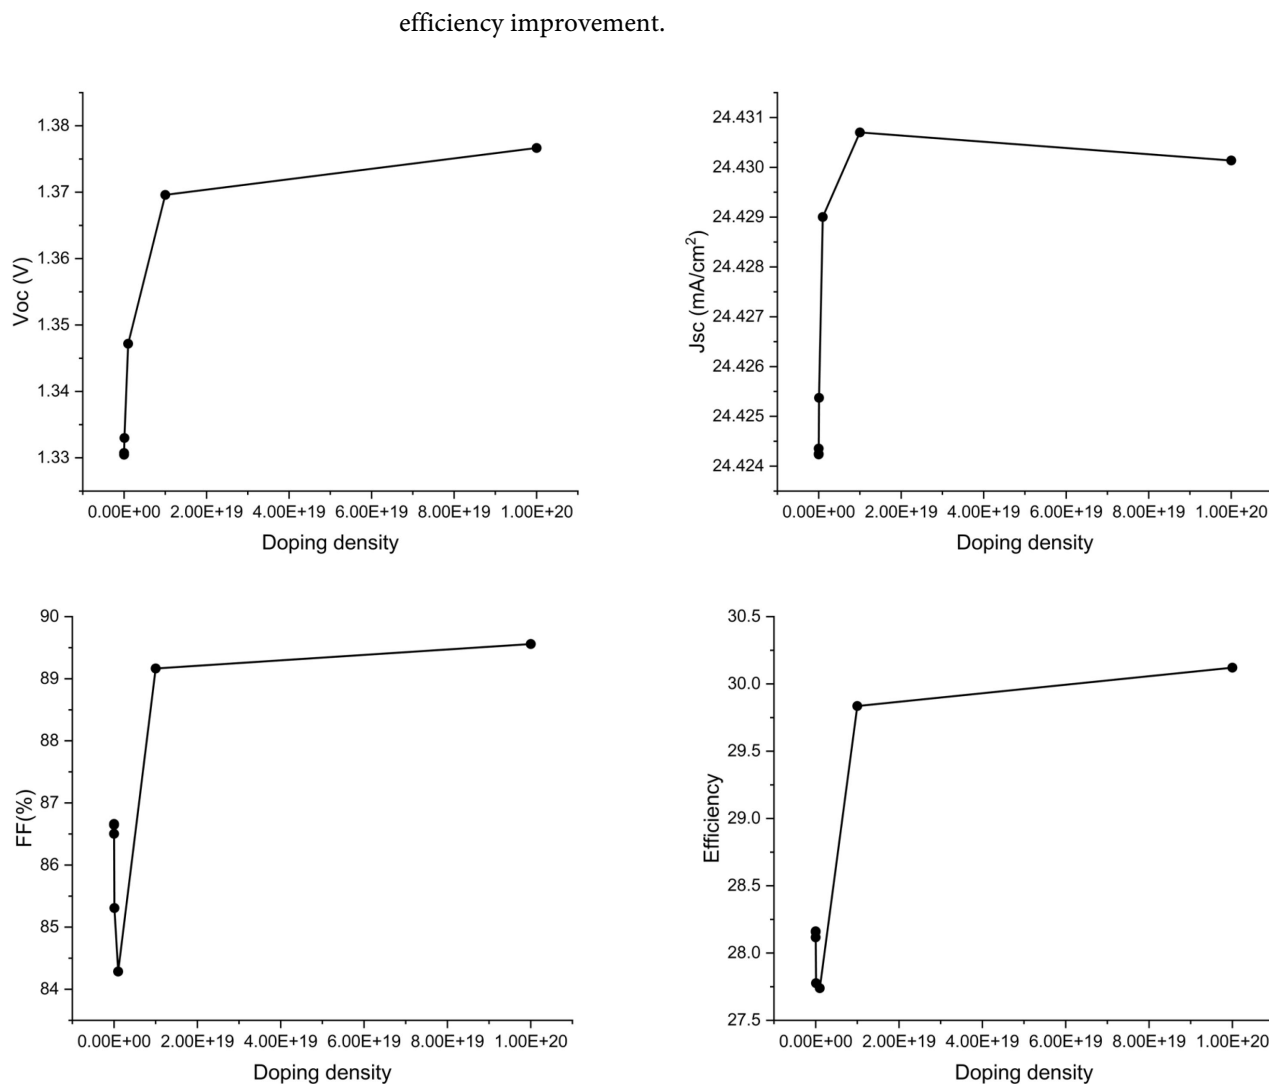 efficiency improvement.
1.38
1.37
1.36
1.35
1.34
1.33
Voc (V)
0.00E+00 2.00E+19 4.00E+19 6.00E+19 8.00E+19 1.00E+20
Doping density
24.431
24.430
24.429
24.428
24.427
24.426
24.425
24.424
Jsc (mA/cm²)
0.00E+00 2.00E+19 4.00E+19 6.00E+19 8.00E+19 1.00E+20
Doping density
90
89
88
87
86
85
84
FF(%)
0.00E+00 2.00E+19 4.00E+19 6.00E+19 8.00E+19 1.00E+20
Doping density
30.5
30.0
29.5
29.0
28.5
28.0
27.5
Efficiency
0.00E+00 2.00E+19 4.00E+19 6.00E+19 8.00E+19 1.00E+20
Doping density